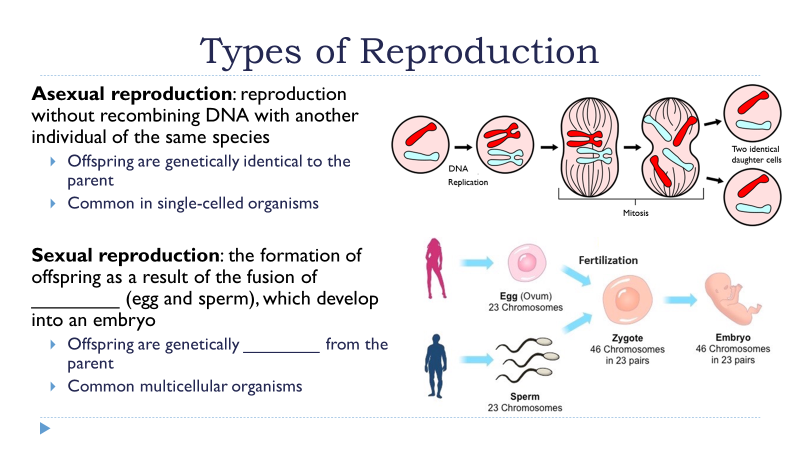 Types of Reproduction
Asexual reproduction: reproduction
without recombining DNA with another
individual of the same species
Offspring are genetically identical to the
parent
Common in single-celled organisms
Sexual reproduction: the formation of
offspring as a result of the fusion of
_________ (egg and sperm), which develop
into an embryo
Offspring are genetically _________ from the
parent
Common multicellular organisms
DNA
Replication
Mitosis
Two identical
daughter cells
Fertilization
Egg (Ovum)
23 Chromosomes
Sperm
23 Chromosomes
Zygote
46 Chromosomes
in 23 pairs
Embryo
46 Chromosomes
in 23 pairs